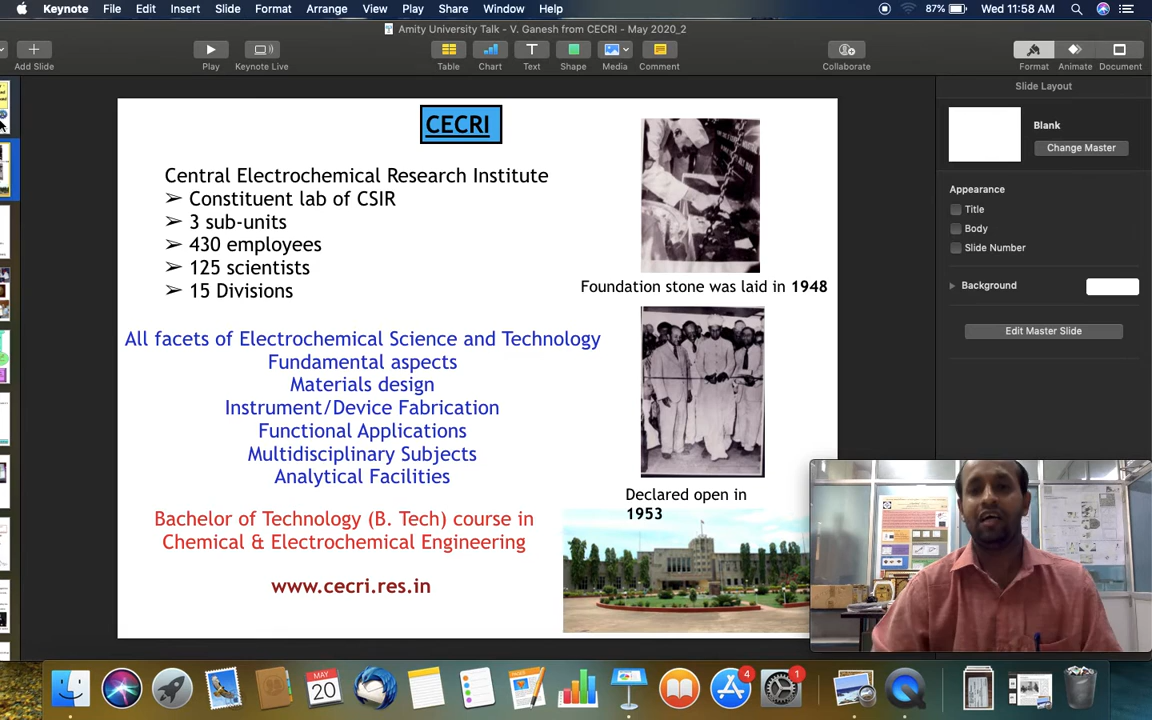 Keynote File Edit Insert Slide Format Arrange View Play Share Window Help 87% Wed 11:58 AM
Amity University Talk - V. Ganesh from CECRI - May 2020_2
Add Slide Play Keynote Live Table Chart Text Shape Media Comment Collaborate Format Animate Document
Slide Layout
Blank
Change Master
Appearance
Title
Body
Slide Number
Background
Edit Master Slide
CECRI
Central Electrochemical Research Institute
➢ Constituent lab of CSIR
➢ 3 sub-units
➢ 430 employees
➢ 125 scientists
➢ 15 Divisions
All facets of Electrochemical Science and Technology
Fundamental aspects
Materials design
Instrument/Device Fabrication
Functional Applications
Multidisciplinary Subjects
Analytical Facilities
Bachelor of Technology (B. Tech) course in
Chemical & Electrochemical Engineering
www.cecri.res.in
Foundation stone was laid in 1948
Declared open in
1953
MAY
20
4
1